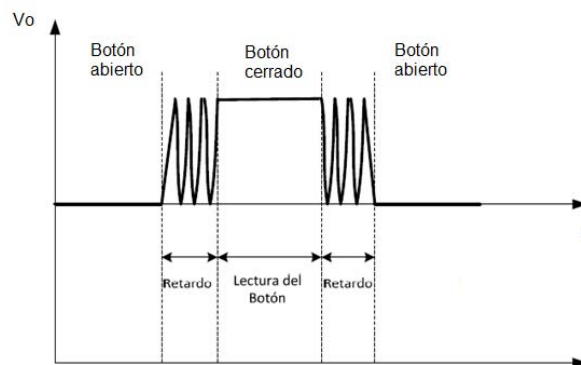 Vo
Botón
abierto
Botón
cerrado
Botón
abierto
Retardo
Lectura del
Botón
Retardo